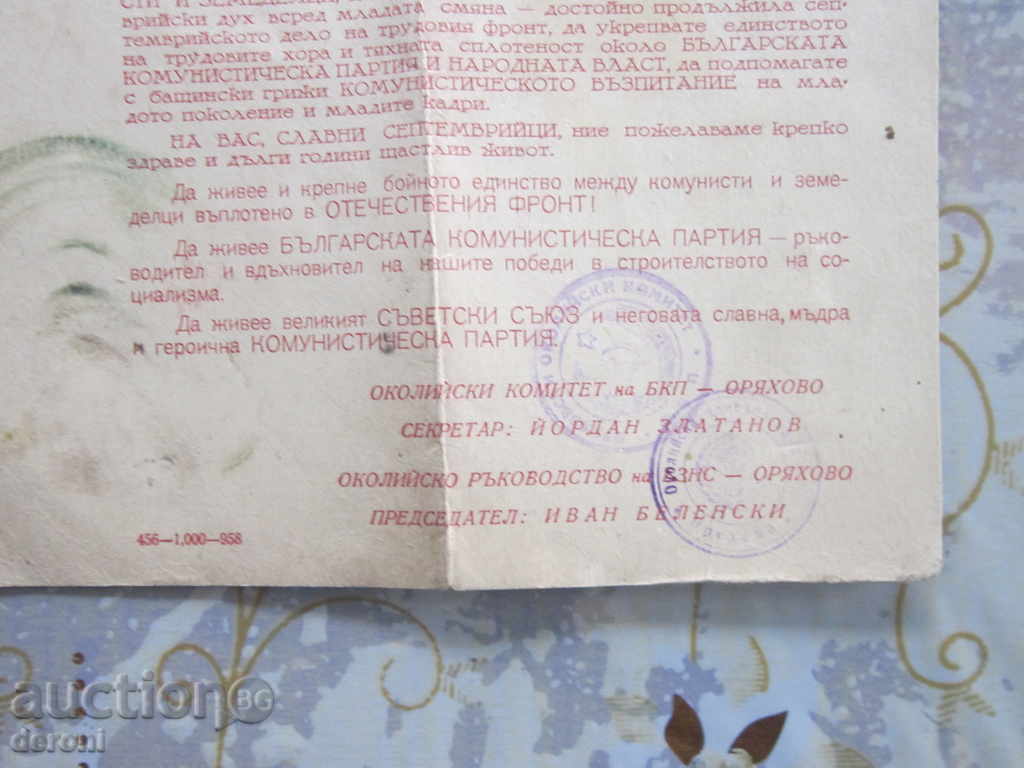 СТИ И ЗЕМЕДЕЛЦИ,
врийски дух всред младата смяна — достойно продължила сеп-
темврийското дело на трудовия фронт, да укрепвате единството
на трудовите хора и тяхната сплотеност около БЪЛГАРСКАТА
КОМУНИСТИЧЕСКА ПАРТИЯ И НАРОДНАТА ВЛАСТ, да подпомагате
с бащински грижи КОМУНИСТИЧЕСКОТО ВЪЗПИТАНИЕ на мла-
дото поколение и младите кадри.
НА ВАС, СЛАВНИ СЕПТЕМВРИЙЦИ, ние пожелаваме крепко
здраве и дълги години щастлив живот.
Да живее и крепне бойното единство между комунисти и земе-
делци въплотено в ОТЕЧЕСТВЕНИЯ ФРОНТ!
Да живее БЪЛГАРСКАТА КОМУНИСТИЧЕСКА ПАРТИЯ — ръко-
водител и вдъхновител на нашите победи в строителството на со-
циализма.
Да живее великият СЪВЕТСКИ СЪЮЗ и неговата славна, мъдра
и героична КОМУНИСТИЧЕСКА ПАРТИЯ.
ОКОЛИЙСКИ КОМИТЕТ на БКП — ОРЯХОВО
СЕКРЕТАР: ЙОРДАН ЗЛАТАНОВ
ОКОЛИЙСКО РЪКОВОДСТВО на БЗНС — ОРЯХОВО
ПРЕДСЕДАТЕЛ: ИВАН БЕЛЕНСКИ
456—1,000—958
auction BG
deroni